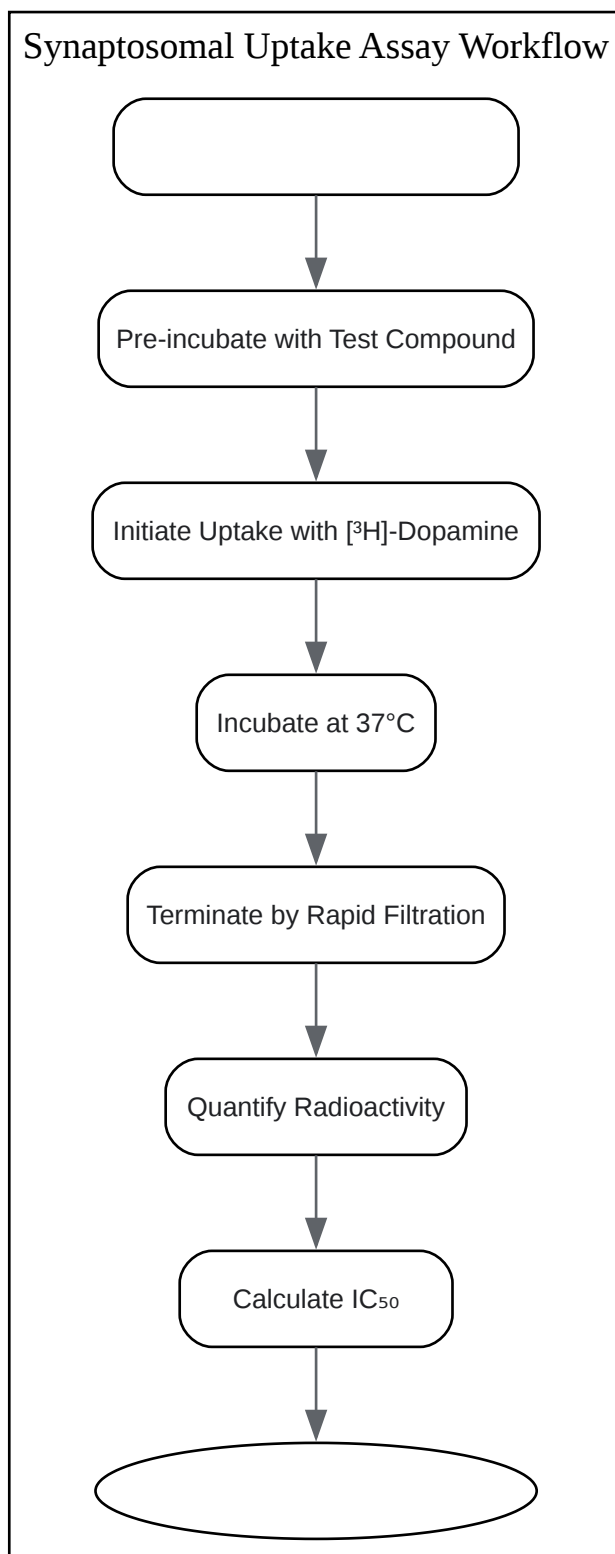 Synaptosomal Uptake Assay Workflow
Pre-incubate with Test Compound
Initiate Uptake with [³H]-Dopamine
Incubate at 37°C
Terminate by Rapid Filtration
Quantify Radioactivity
Calculate IC₅₀